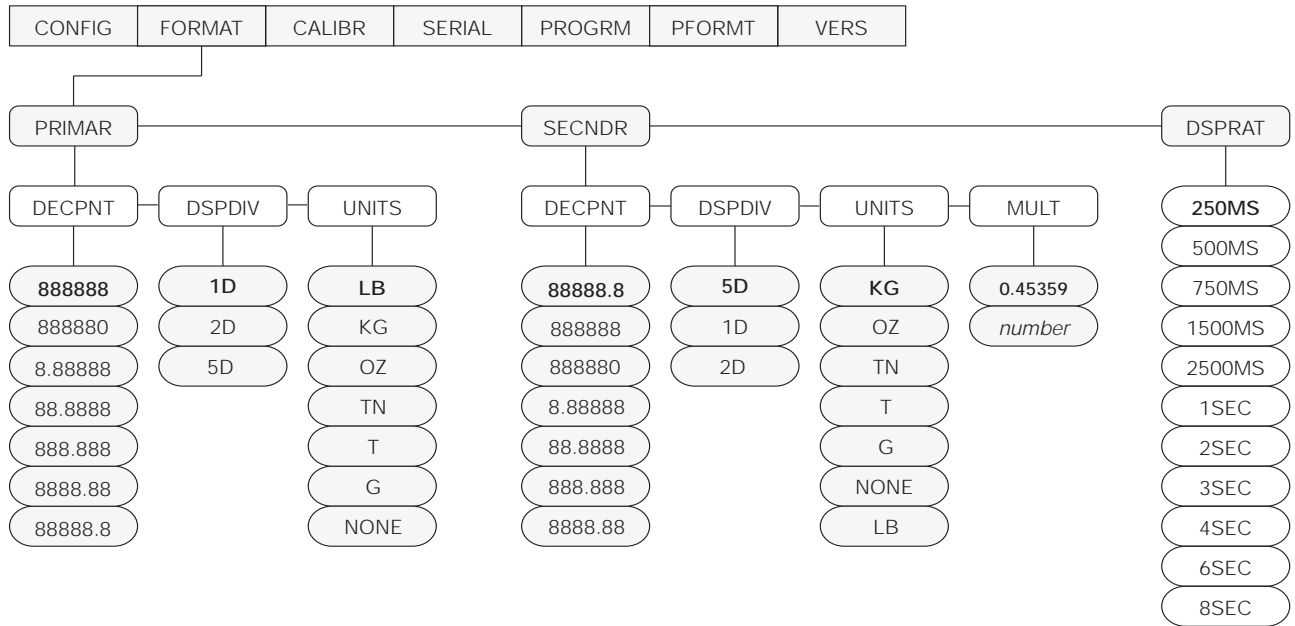 CONFIG FORMAT CALIBR SERIAL PROGRM PFORMT VERS
PRIMAR SECNDR DSPRAT
DECPNT DSPDIV UNITS DECPNT DSPDIV UNITS MULT 250MS
500MS
888888 1D LB 88888.8 5D KG 0.45359 750MS
888880 2D KG 888888 1D OZ number 1500MS
8.88888 5D OZ 888880 2D TN 2500MS
88.8888 TN 8.88888 T 1SEC
888.888 T 88.8888 G 2SEC
8888.88 G 888.888 NONE 3SEC
88888.8 NONE 8888.88 LB 4SEC
6SEC
8SEC